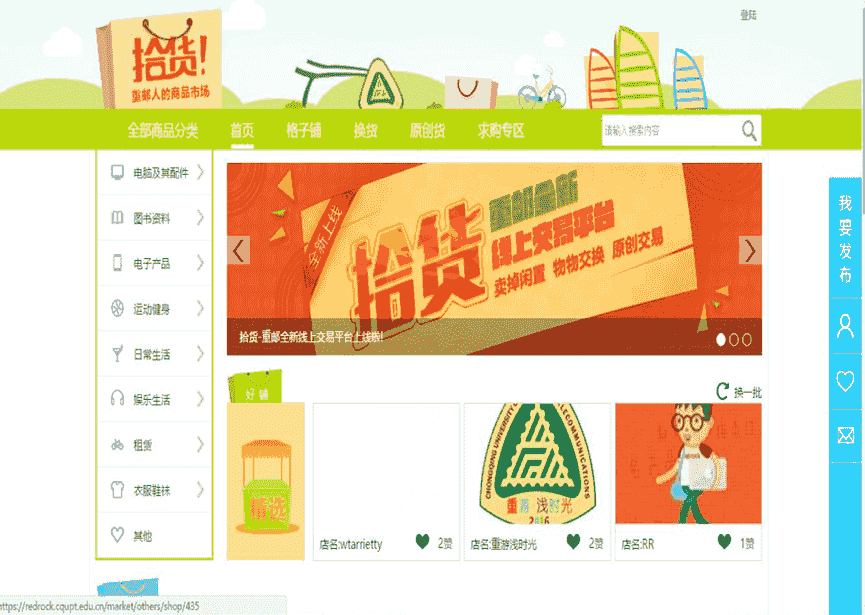 登陆
拾货!
重邮人的商品市场
全部商品分类 首页 格子铺 换货 原创货 求购专区
请输入搜索内容
电脑及其配件
图书资料
电子产品
运动健身
日常生活
娱乐生活
租赁
衣服鞋袜
其他
全新上线
拾货
重邮全新
线上交易平台
卖掉闲置 物物交换 原创交易
拾货-重邮全新线上交易平台上线啦!
我要发布
好铺
换一批
精选
店名:wtarrietty 2赞
CHONGQING UNIVERSITY OF TELECOMMUNICATIONS
重游 浅时光
2016
店名:重游浅时光 2赞
店名:RR 1赞
https://redrock.cqupt.edu.cn/market/others/shop/435